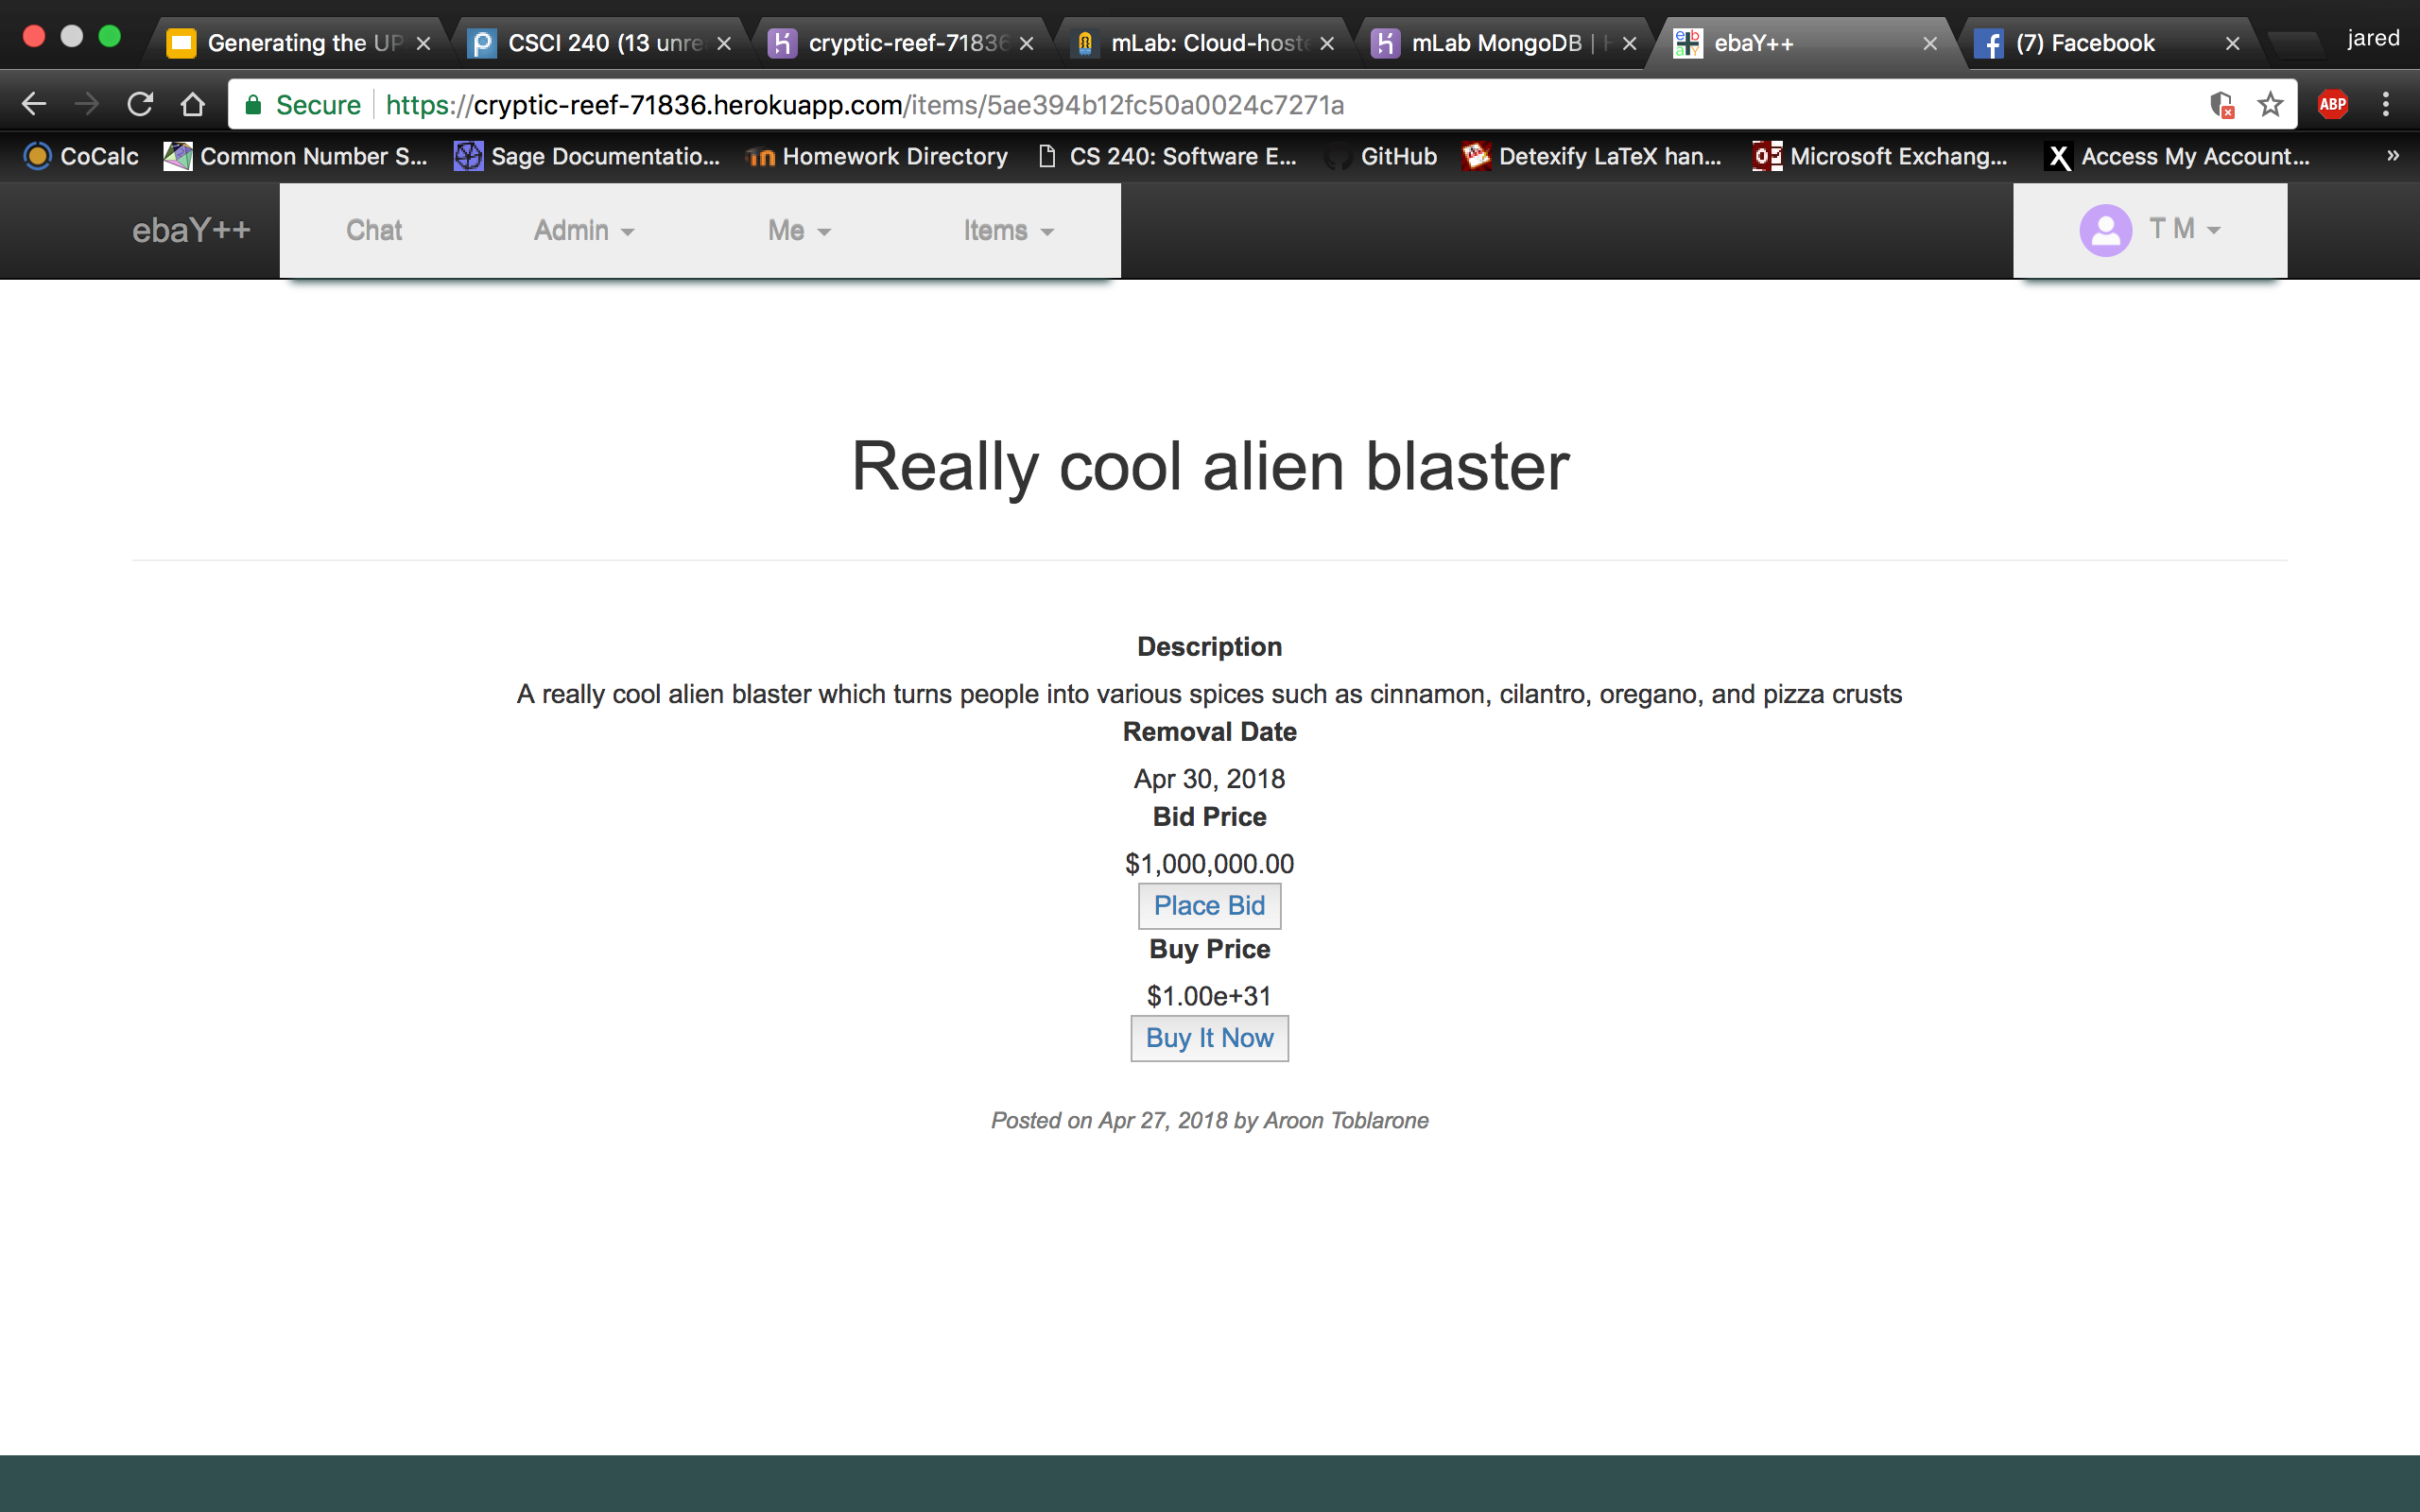 Generating the UP
CSCI 240 (13 unre
cryptic-reef-71836
mLab: Cloud-hoste
mLab MongoDB | H
ebaY++
(7) Facebook
jared
Secure
https://cryptic-reef-71836.herokuapp.com/items/5ae394b12fc50a0024c7271a
ABP
CoCalc
Common Number S...
Sage Documentatio...
Homework Directory
CS 240: Software E...
GitHub
Detexify LaTeX han...
Microsoft Exchang...
Access My Account...
»
ebaY++
Chat
Admin
Me
Items
T M
Really cool alien blaster
Description
A really cool alien blaster which turns people into various spices such as cinnamon, cilantro, oregano, and pizza crusts
Removal Date
Apr 30, 2018
Bid Price
$1,000,000.00
Place Bid
Buy Price
$1.00e+31
Buy It Now
Posted on Apr 27, 2018 by Aroon Toblarone